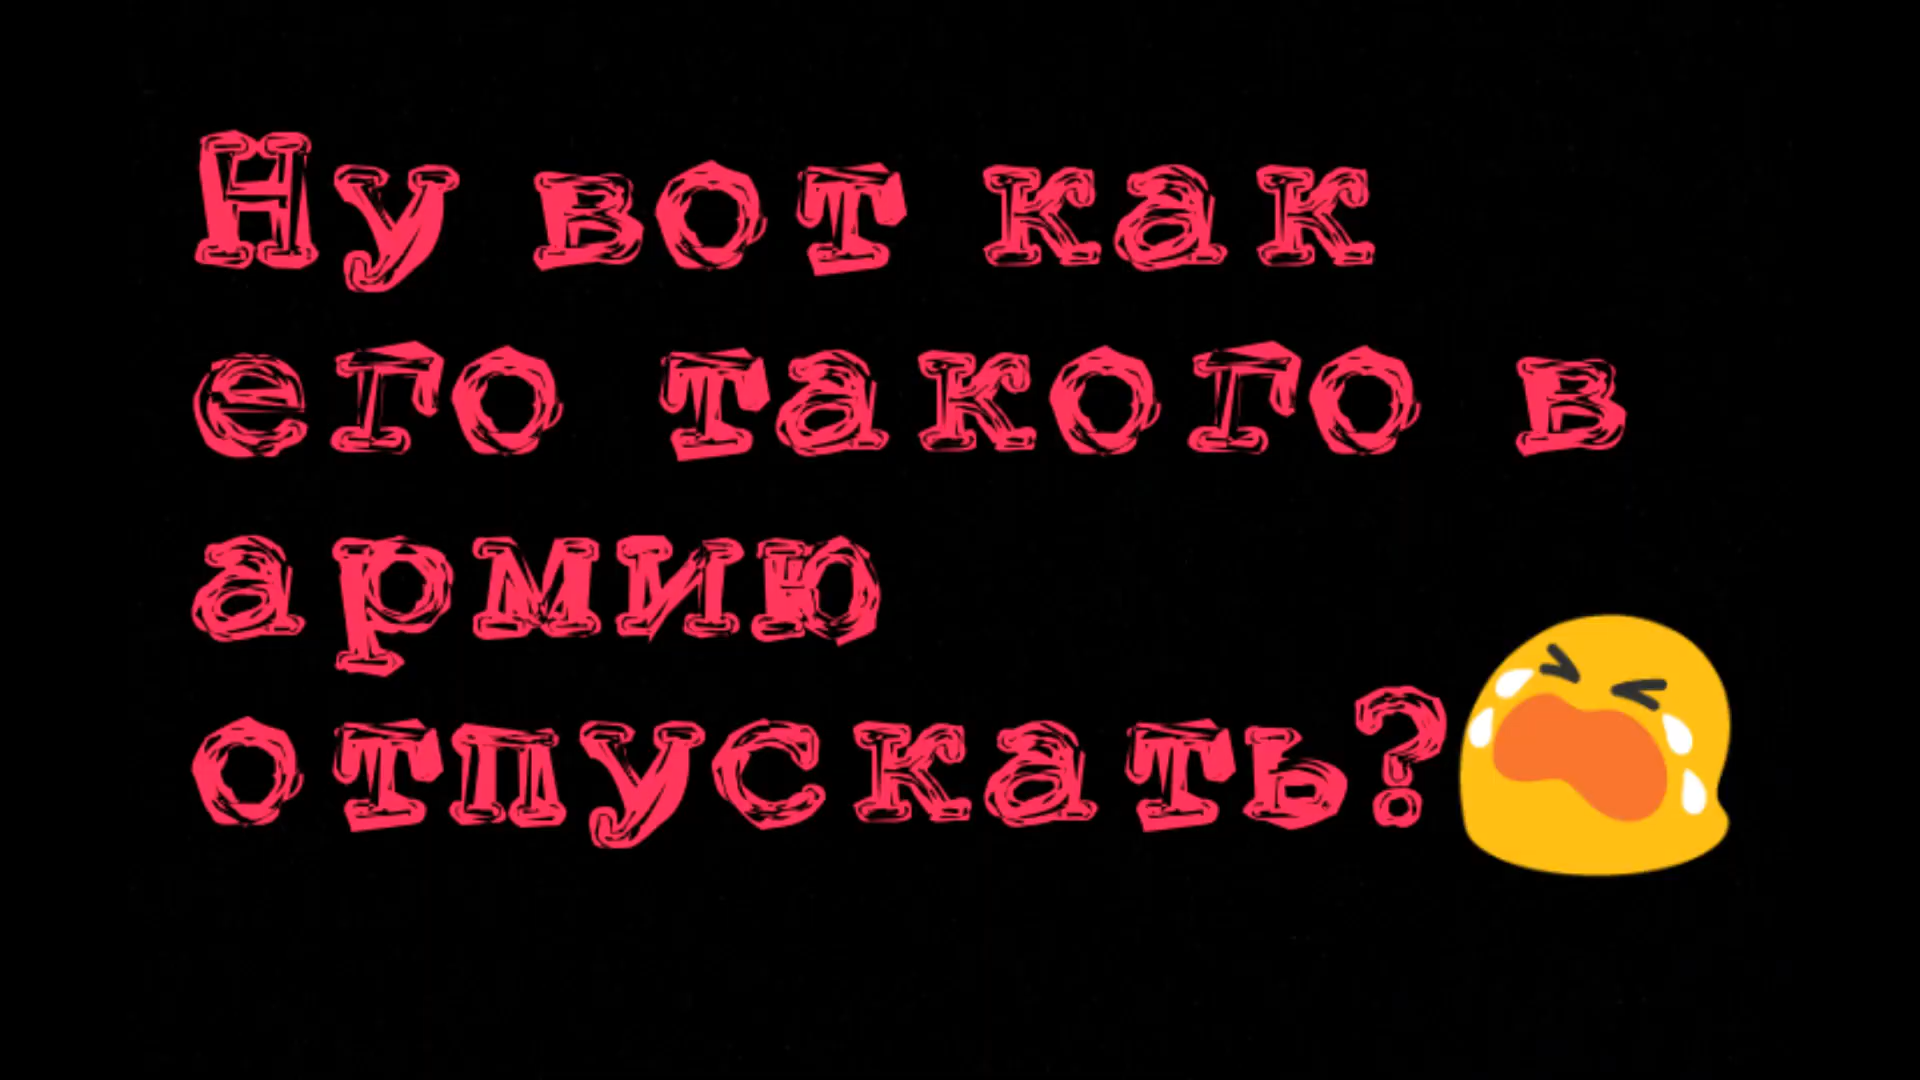 Ну вот как
его такого в
армию
отпускать?😭